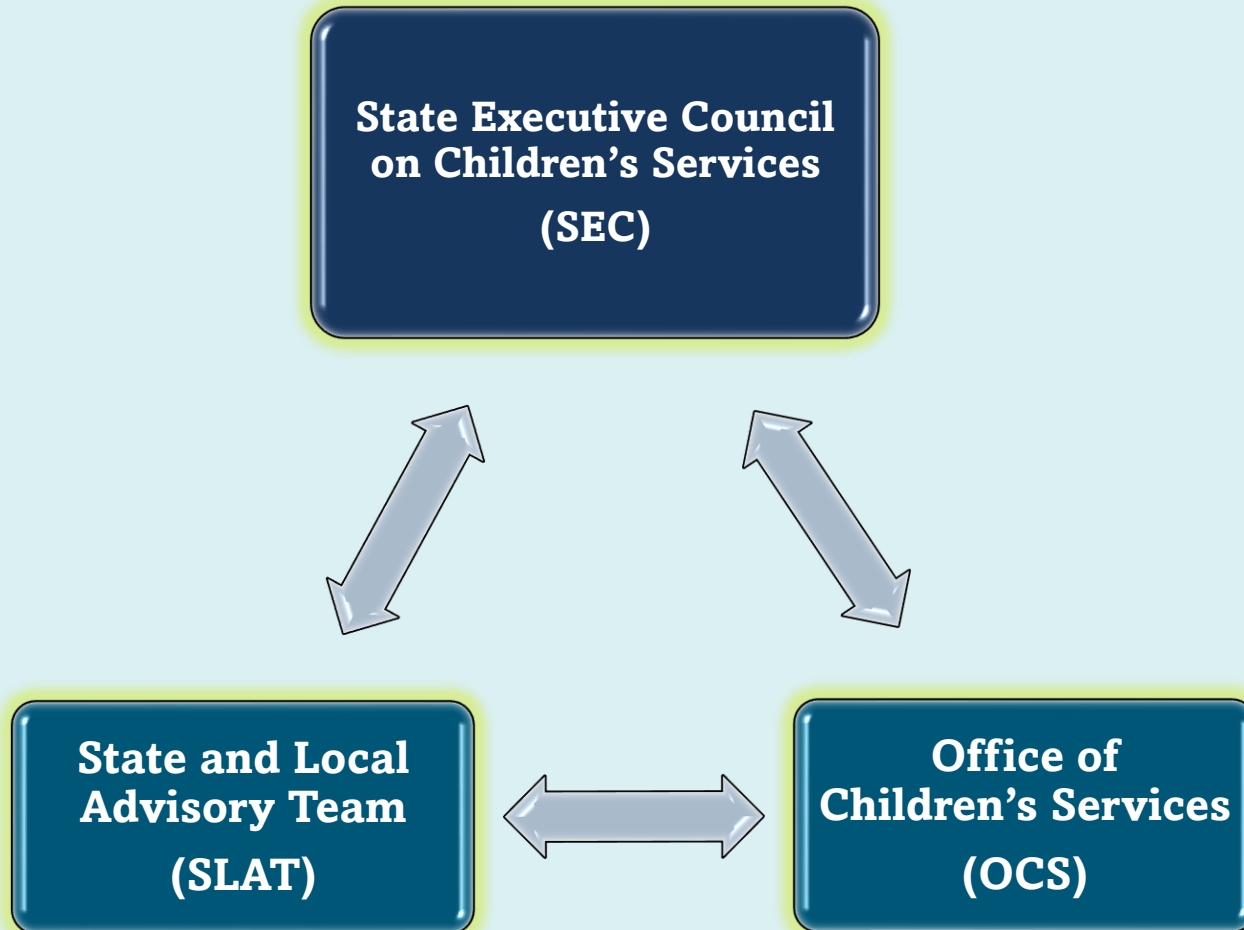 State Executive Council
on Children’s Services
(SEC)
State and Local
Advisory Team
(SLAT)
Office of
Children’s Services
(OCS)